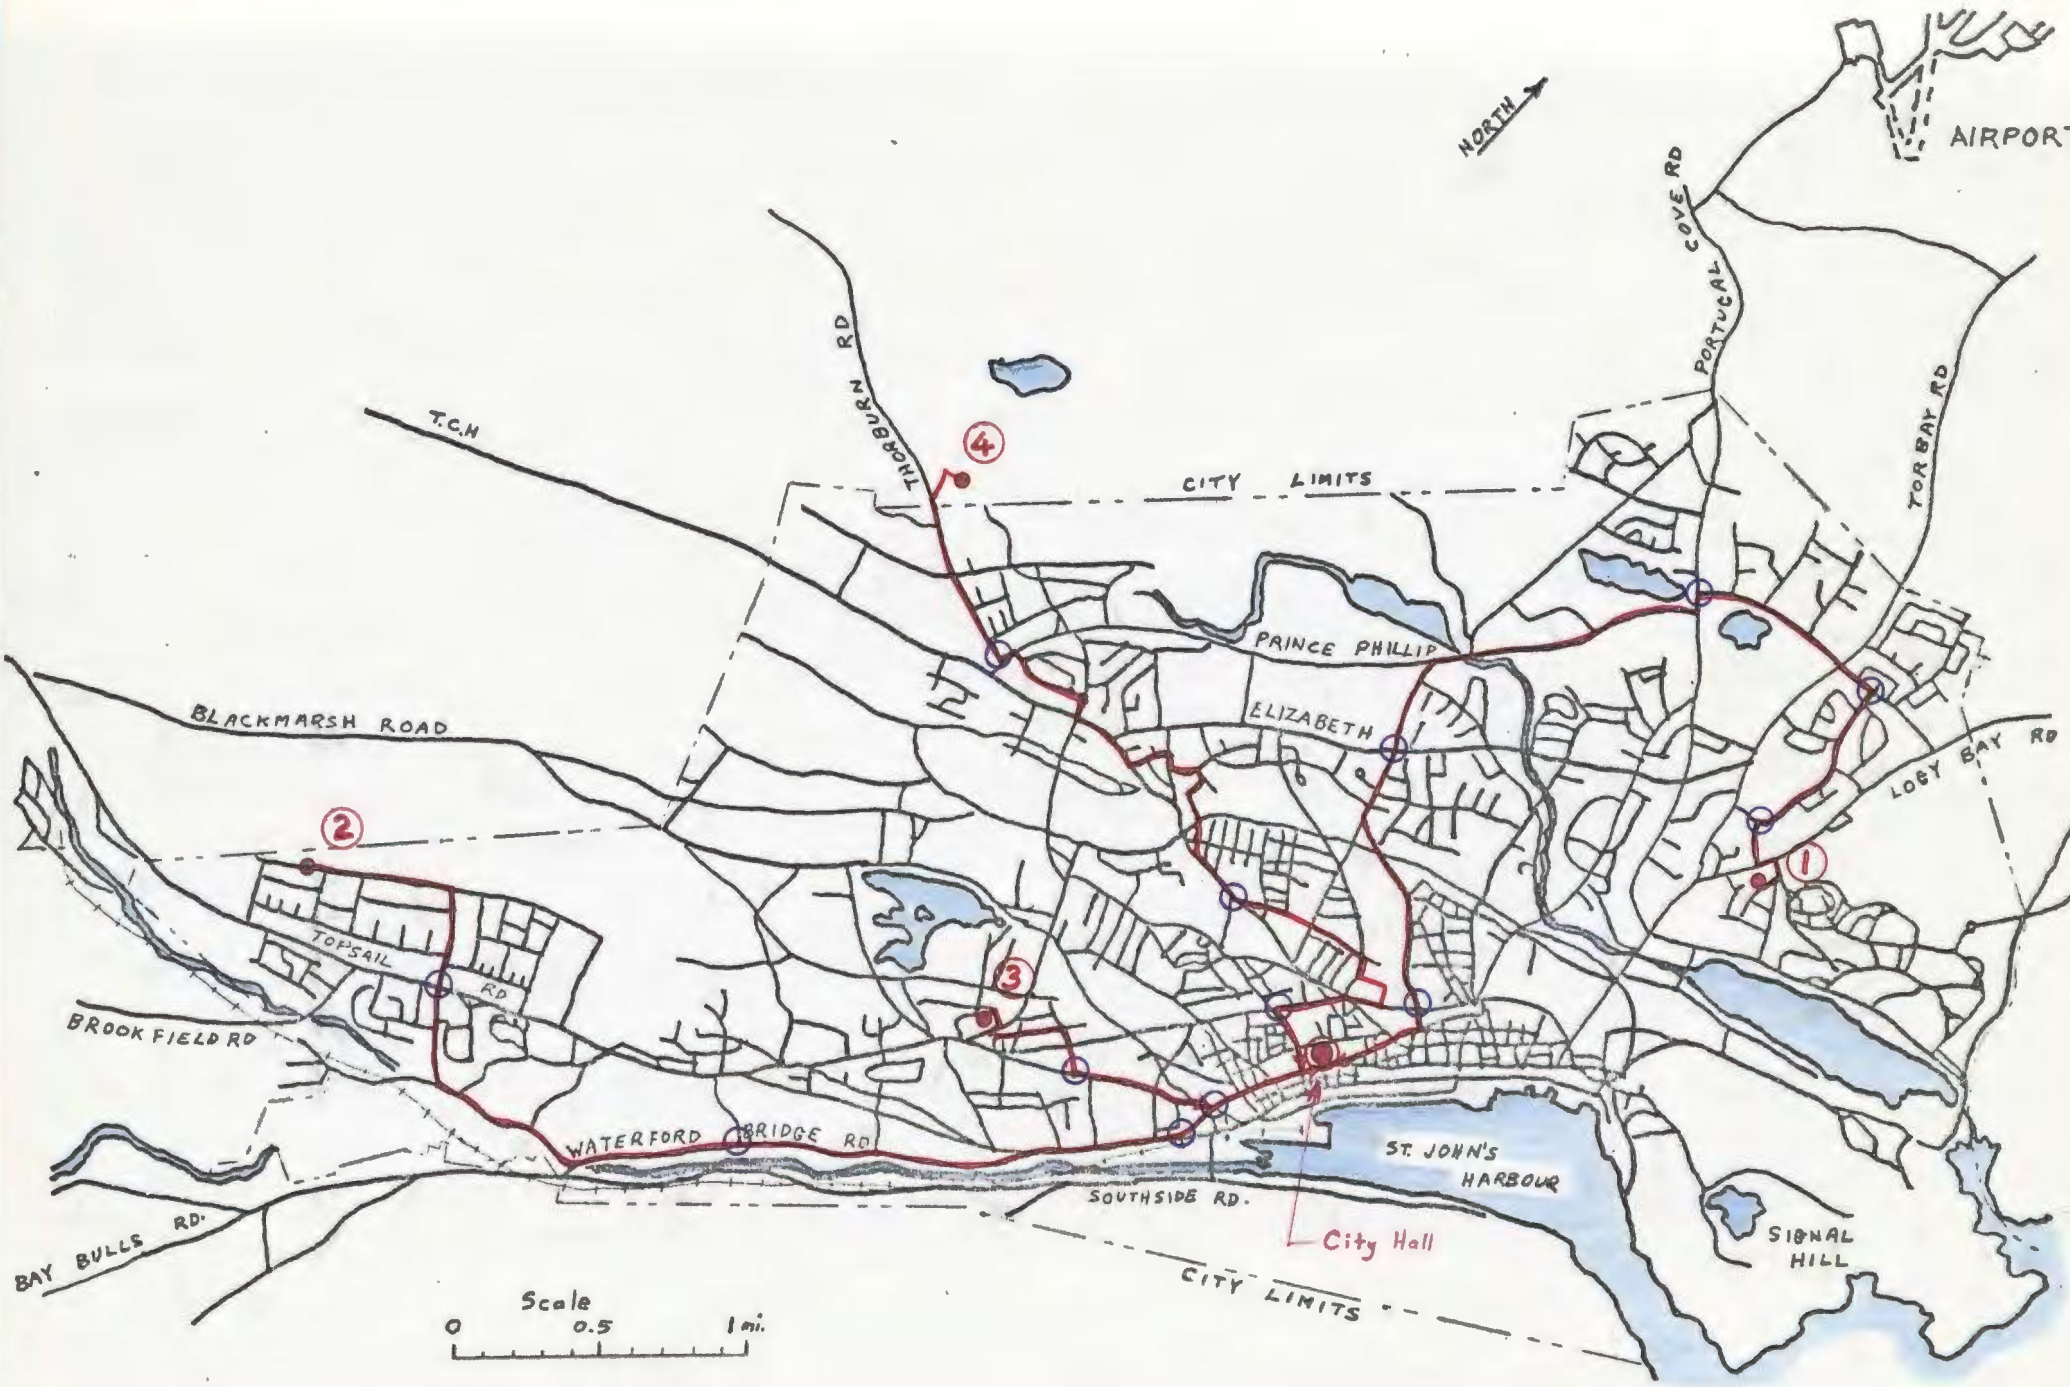 NORTH
AIRPORT
PORTUGAL COVE RD
THORBURN RD
T.C.H
4
CITY LIMITS
TORBAY RD
PRINCE PHILLIP
ELIZABETH
BLACKMARSH ROAD
LOGY BAY RD
2
1
TOPSAIL RD
3
BROOKFIELD RD
WATERFORD BRIDGE RD
ST. JOHN'S
HARBOUR
SOUTHSIDE RD.
BAY BULLS RD.
City Hall
SIGNAL
HILL
CITY LIMITS
Scale
0 0.5 1 mi.